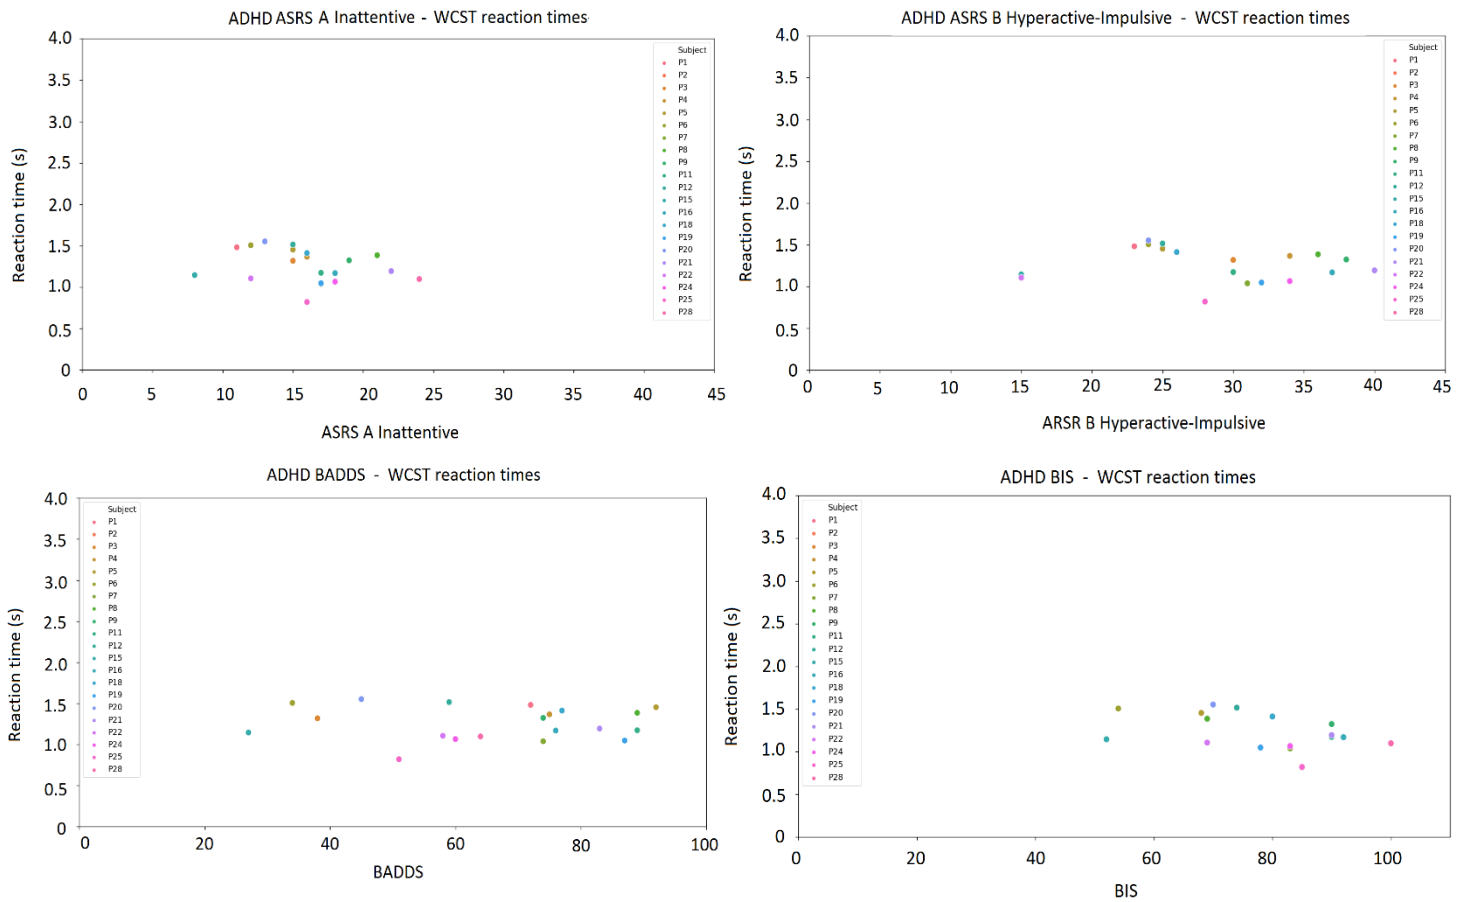 ADHD ASRS A Inattentive - WCST reaction times
4.0
3.5
3.0
2.5
2.0
1.5
1.0
0.5
0
Reaction time (s)
0 5 10 15 20 25 30 35 40 45
ASRS A Inattentive
Subject
P1
P2
P3
P4
P5
P6
P7
P8
P9
P11
P12
P15
P16
P18
P19
P20
P21
P22
P24
P25
P28
ADHD ASRS B Hyperactive-Impulsive - WCST reaction times
4.0
3.5
3.0
2.5
2.0
1.5
1.0
0.5
0
Reaction time (s)
0 5 10 15 20 25 30 35 40 45
ARSR B Hyperactive-Impulsive
Subject
P1
P2
P3
P4
P5
P6
P7
P8
P9
P11
P12
P15
P16
P18
P19
P20
P21
P22
P24
P25
P28
ADHD BADDS - WCST reaction times
4.0
3.5
3.0
2.5
2.0
1.5
1.0
0.5
0
Reaction time (s)
0 20 40 60 80 100
BADDS
Subject
P1
P2
P3
P4
P5
P6
P7
P8
P9
P11
P12
P15
P16
P18
P19
P20
P21
P22
P24
P25
P28
ADHD BIS - WCST reaction times
4.0
3.5
3.0
2.5
2.0
1.5
1.0
0.5
0
Reaction time (s)
0 20 40 60 80 100
BIS
Subject
P1
P2
P3
P4
P5
P6
P7
P8
P9
P11
P12
P15
P16
P18
P19
P20
P21
P22
P24
P25
P28